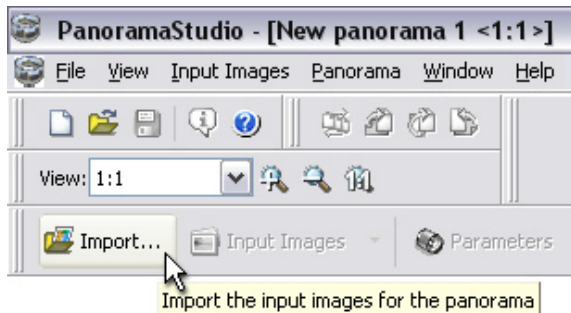 PanoramaStudio - [New panorama 1 <1:1>]
File View Input Images Panorama Window Help
View: 1:1
Import... Input Images Parameters
Import the input images for the panorama